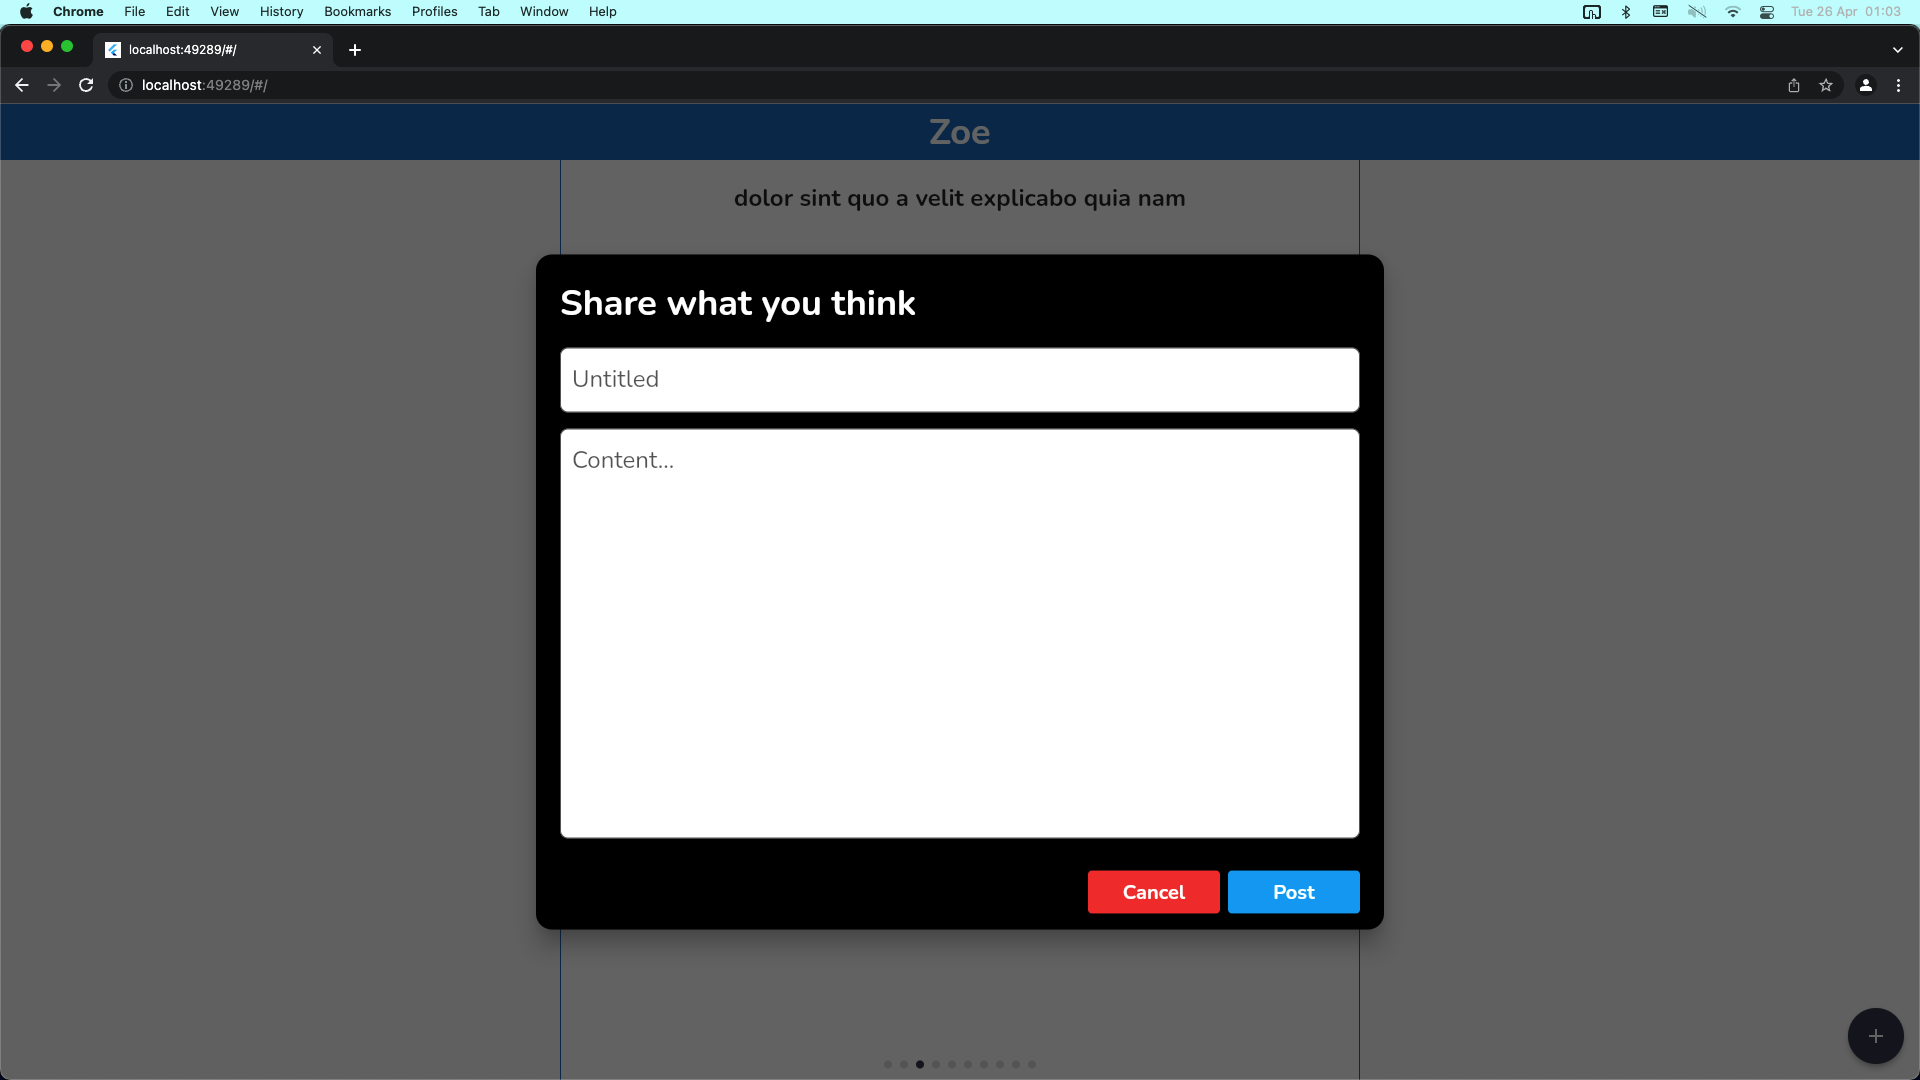 Chrome File Edit View History Bookmarks Profiles Tab Window Help Tue 26 Apr 01:03
localhost:49289/#/
localhost:49289/#/
Zoe
dolor sint quo a velit explicabo quia nam
Share what you think
Untitled
Content...
Cancel Post